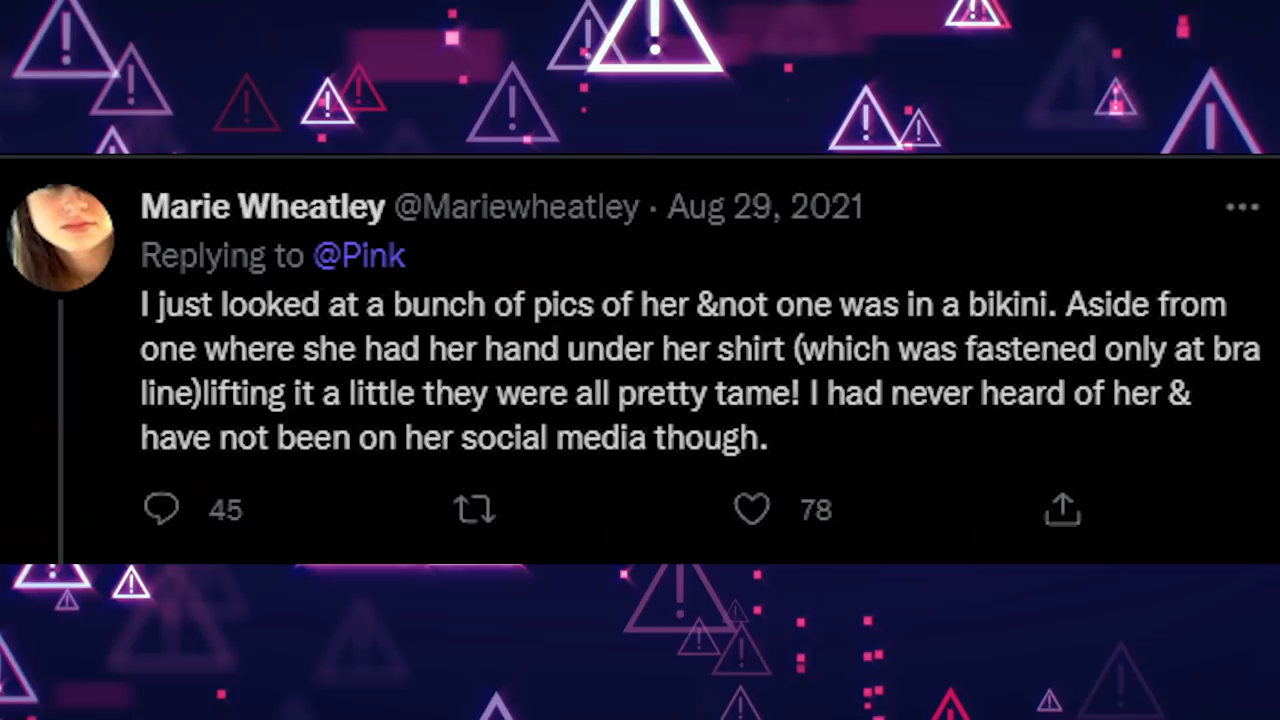 Marie Wheatley @Mariewheatley · Aug 29, 2021
Replying to @Pink
I just looked at a bunch of pics of her &not one was in a bikini. Aside from
one where she had her hand under her shirt (which was fastened only at bra
line)lifting it a little they were all pretty tame! I had never heard of her &
have not been on her social media though.
45 78